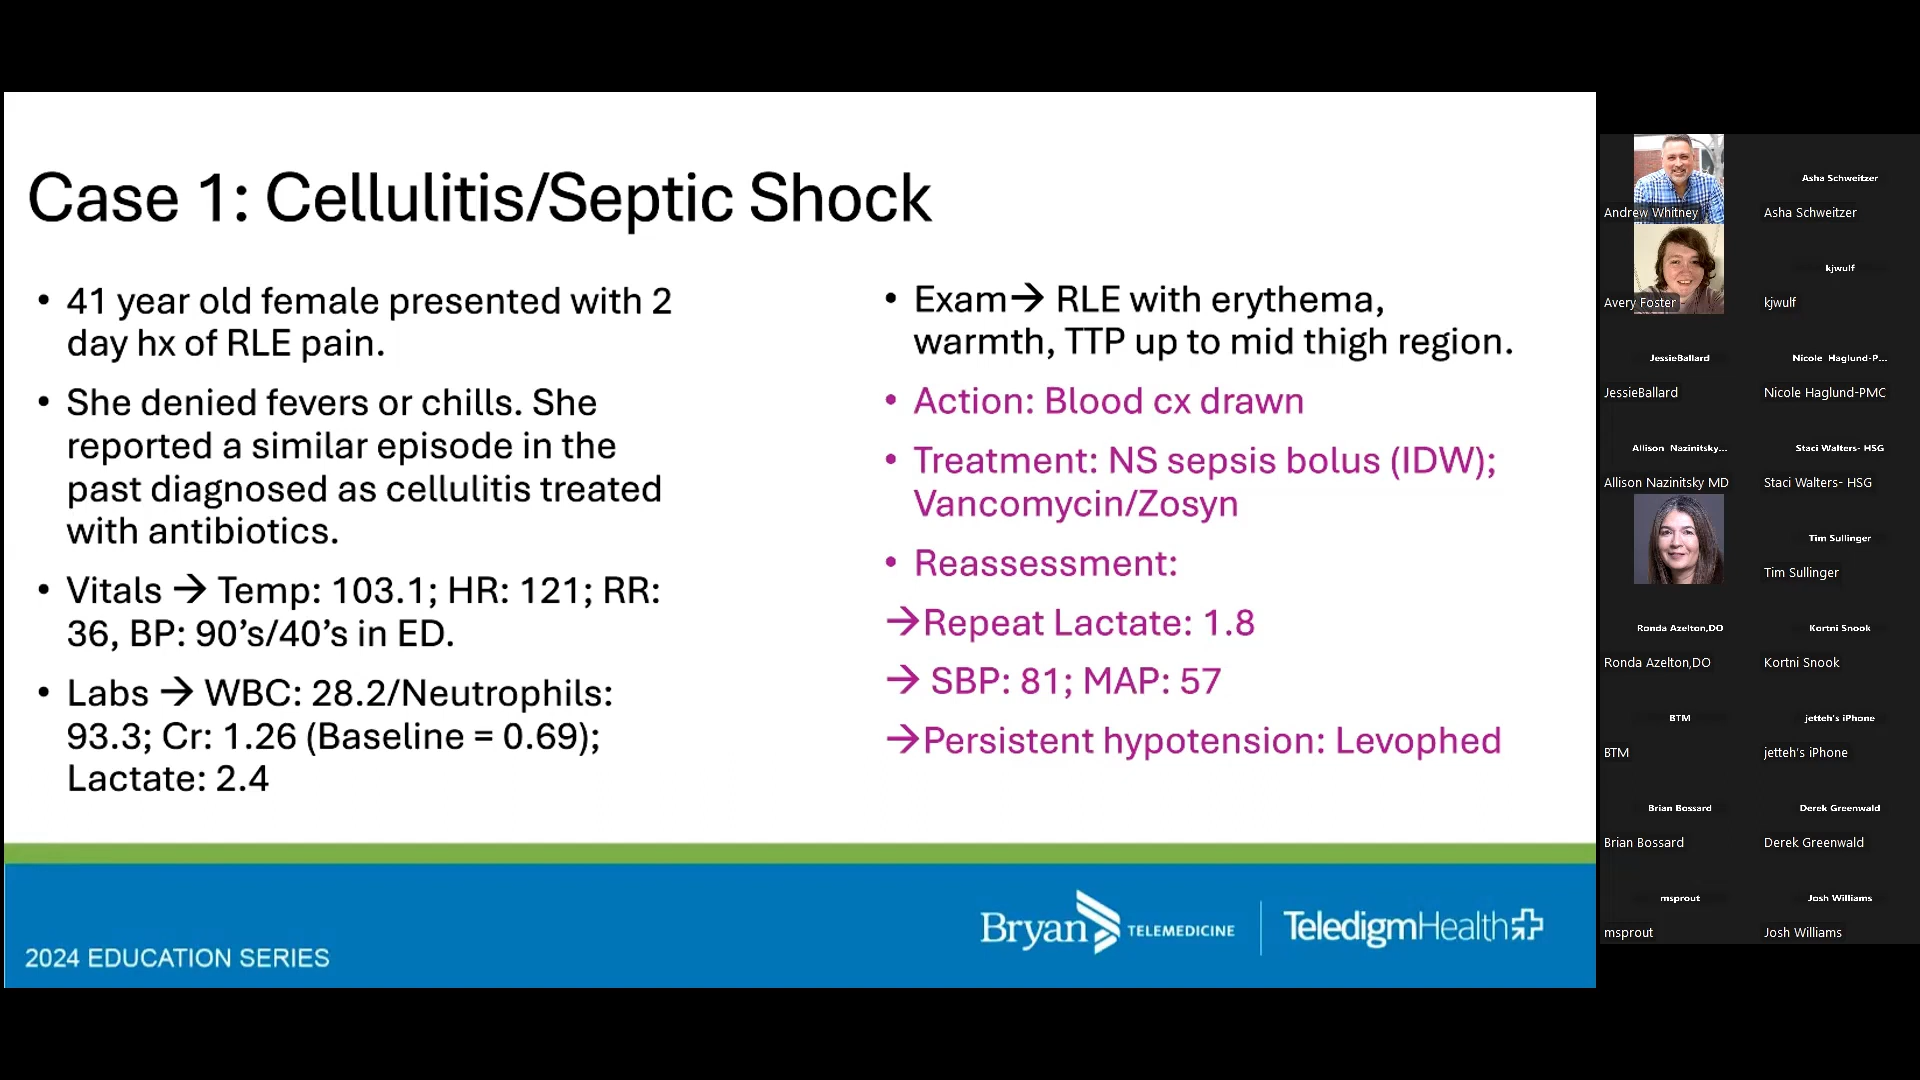 Case 1: Cellulitis/Septic Shock
• 41 year old female presented with 2
day hx of RLE pain.
• She denied fevers or chills. She
reported a similar episode in the
past diagnosed as cellulitis treated
with antibiotics.
• Vitals → Temp: 103.1; HR: 121; RR:
36, BP: 90’s/40’s in ED.
• Labs → WBC: 28.2/Neutrophils:
93.3; Cr: 1.26 (Baseline = 0.69);
Lactate: 2.4
• Exam→ RLE with erythema,
warmth, TTP up to mid thigh region.
• Action: Blood cx drawn
• Treatment: NS sepsis bolus (IDW);
Vancomycin/Zosyn
• Reassessment:
→Repeat Lactate: 1.8
→ SBP: 81; MAP: 57
→Persistent hypotension: Levophed
2024 EDUCATION SERIES
Bryan TELEMEDICINE
TeledigmHealth
Andrew Whitney
Asha Schweitzer
Asha Schweitzer
Avery Foster
kjwulf
kjwulf
JessieBallard
JessieBallard
Nicole Haglund-P...
Nicole Haglund-PMC
Allison Nazinitsky...
Allison Nazinitsky MD
Staci Walters- HSG
Staci Walters- HSG
Tim Sullinger
Tim Sullinger
Ronda Azelton,DO
Ronda Azelton,DO
Kortni Snook
Kortni Snook
BTM
BTM
jetteh's iPhone
jetteh's iPhone
Brian Bossard
Brian Bossard
Derek Greenwald
Derek Greenwald
msprout
msprout
Josh Williams
Josh Williams